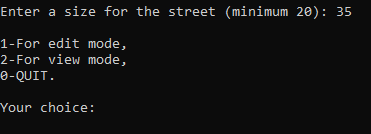 Enter a size for the street (minimum 20): 35
1-For edit mode,
2-For view mode,
0-QUIT.
Your choice: